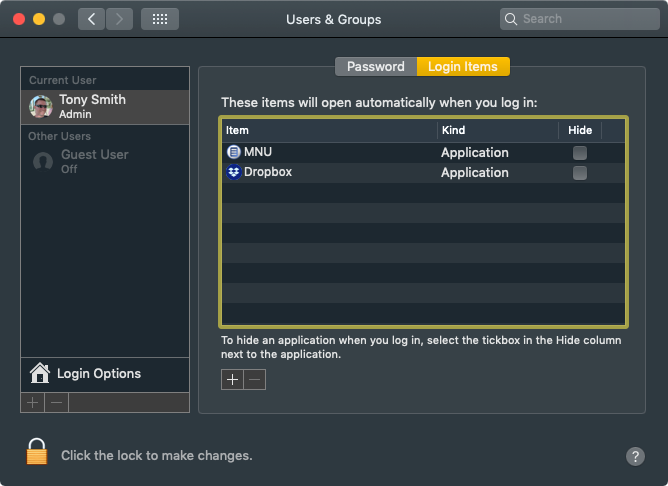 Users & Groups
Search
Current User
Tony Smith
Admin
Other Users
Guest User
Off
Login Options
Password
Login Items
These items will open automatically when you log in:
Item Kind Hide
MNU Application
Dropbox Application
To hide an application when you log in, select the tickbox in the Hide column
next to the application.
Click the lock to make changes.
?